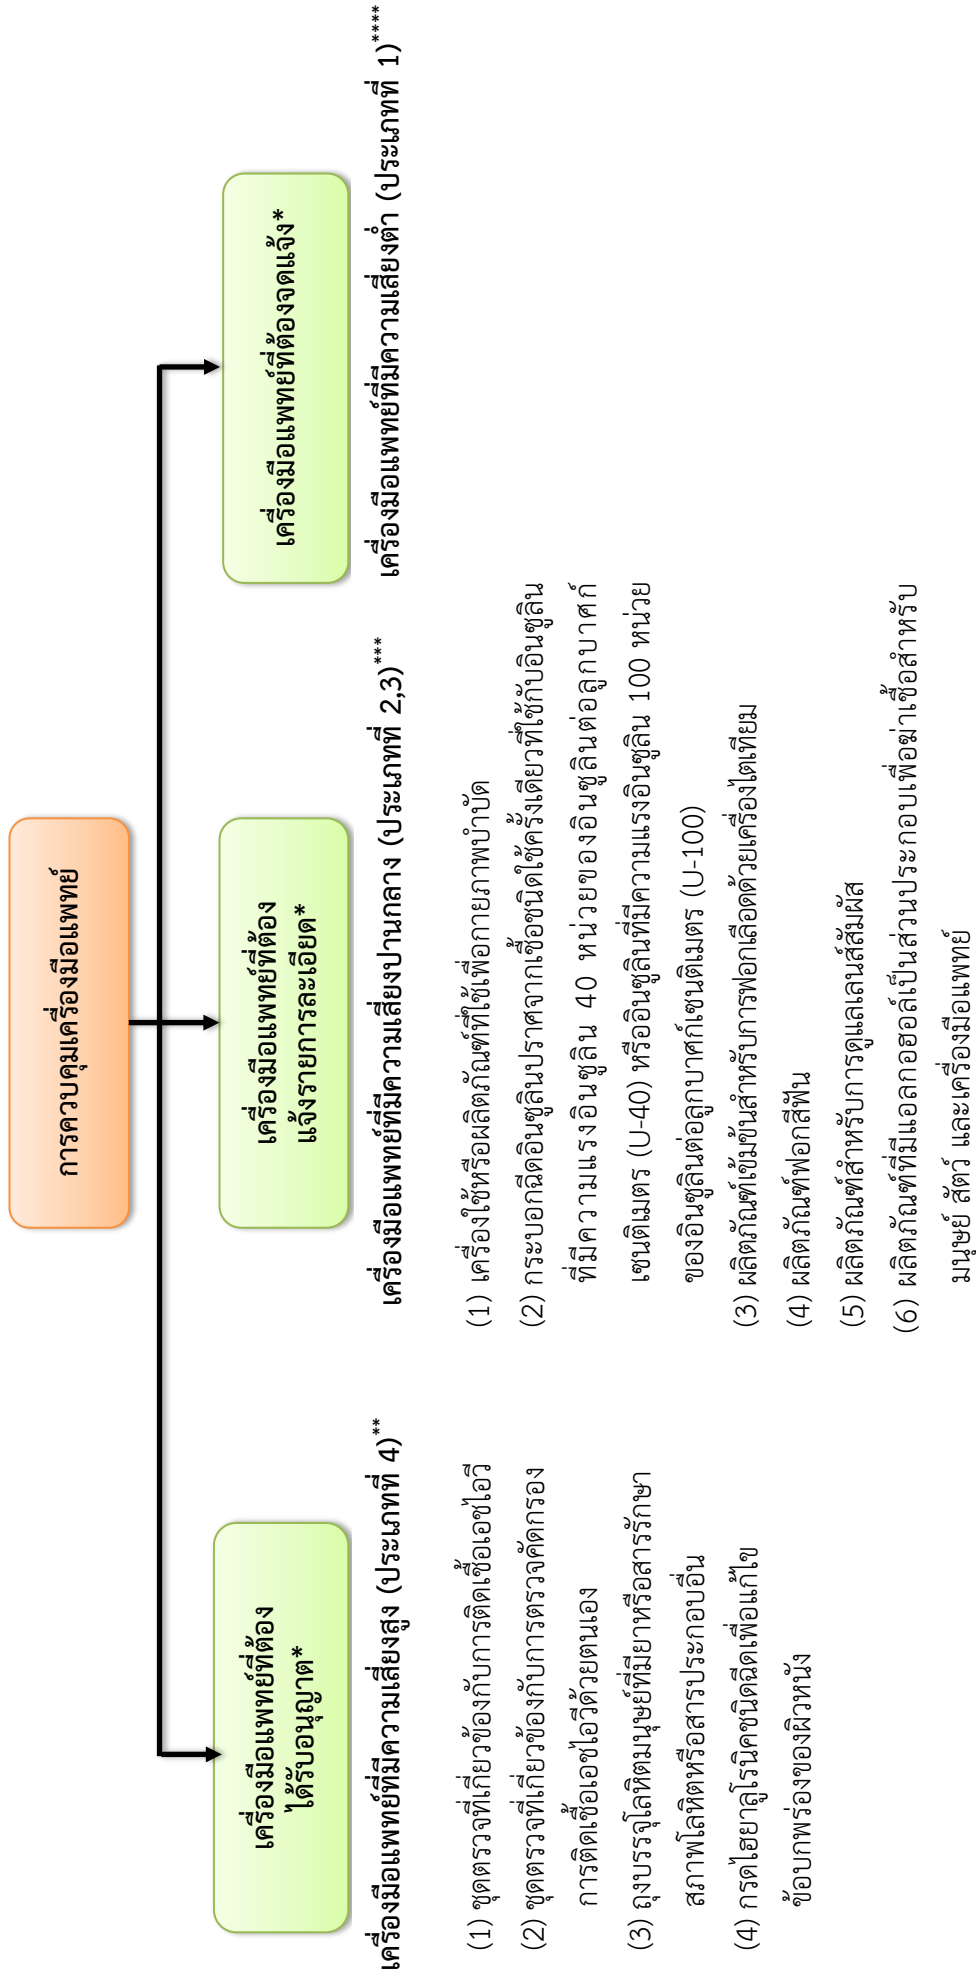 การควบคุมเครื่องมือแพทย์
เครื่องมือแพทย์ที่ต้อง
ได้รับอนุญาต*
เครื่องมือแพทย์ที่มีความเสี่ยงสูง (ประเภทที่ 4)**
(1) ชุดตรวจที่เกี่ยวข้องกับการติดเชื้อเอชไอวี
(2) ชุดตรวจที่เกี่ยวข้องกับการตรวจคัดกรอง
การติดเชื้อเอชไอวีด้วยตนเอง
(3) ถุงบรรจุโลหิตมนุษย์ที่มียาหรือสารรักษา
สภาพโลหิตหรือสารประกอบอื่น
(4) กรดไฮยาลูโรนิคชนิดฉีดเพื่อแก้ไข
ข้อบกพร่องของผิวหนัง
เครื่องมือแพทย์ที่ต้อง
แจ้งรายการละเอียด*
เครื่องมือแพทย์ที่มีความเสี่ยงปานกลาง (ประเภทที่ 2,3)***
(1) เครื่องใช้หรือผลิตภัณฑ์ที่ใช้เพื่อกายภาพบำบัด
(2) กระบอกฉีดอินซูลินปราศจากเชื้อชนิดใช้ครั้งเดียวที่ใช้กับอินซูลิน
ที่มีความแรงอินซูลิน 40 หน่วยของอินซูลินต่อลูกบาศก์
เซนติเมตร (U-40) หรืออินซูลินที่มีความแรงอินซูลิน 100 หน่วย
ของอินซูลินต่อลูกบาศก์เซนติเมตร (U-100)
(3) ผลิตภัณฑ์เข้มข้นสำหรับการฟอกเลือดด้วยเครื่องไตเทียม
(4) ผลิตภัณฑ์ฟอกสีฟัน
(5) ผลิตภัณฑ์สำหรับการดูแลเลนส์สัมผัส
(6) ผลิตภัณฑ์ที่มีแอลกอฮอล์เป็นส่วนประกอบเพื่อฆ่าเชื้อสำหรับ
มนุษย์ สัตว์ และเครื่องมือแพทย์
เครื่องมือแพทย์ที่ต้องจดแจ้ง*
เครื่องมือแพทย์ที่มีความเสี่ยงต่ำ (ประเภทที่ 1)****